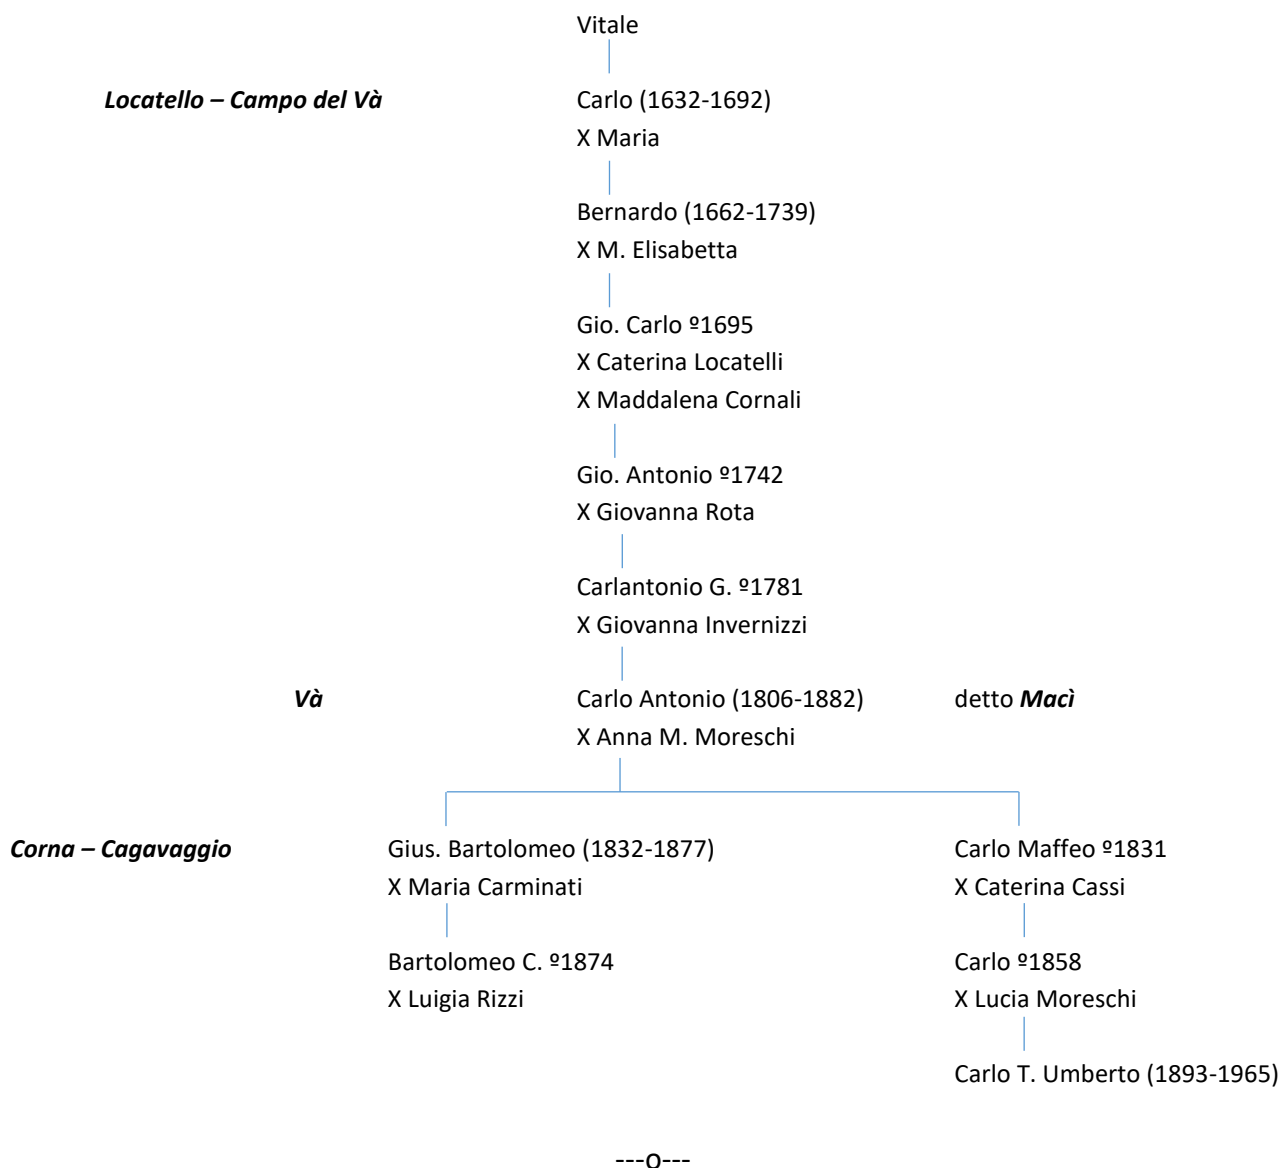 Vitale
Locatello – Campo del Và Carlo (1632-1692)
X Maria
Bernardo (1662-1739)
X M. Elisabetta
Gio. Carlo º1695
X Caterina Locatelli
X Maddalena Cornali
Gio. Antonio º1742
X Giovanna Rota
Carlantonio G. º1781
X Giovanna Invernizzi
Và Carlo Antonio (1806-1882) detto Macì
X Anna M. Moreschi
Corna – Cagavaggio Gius. Bartolomeo (1832-1877) Carlo Maffeo º1831
X Maria Carminati X Caterina Cassi
Bartolomeo C. º1874 Carlo º1858
X Luigia Rizzi X Lucia Moreschi
Carlo T. Umberto (1893-1965)
---o---